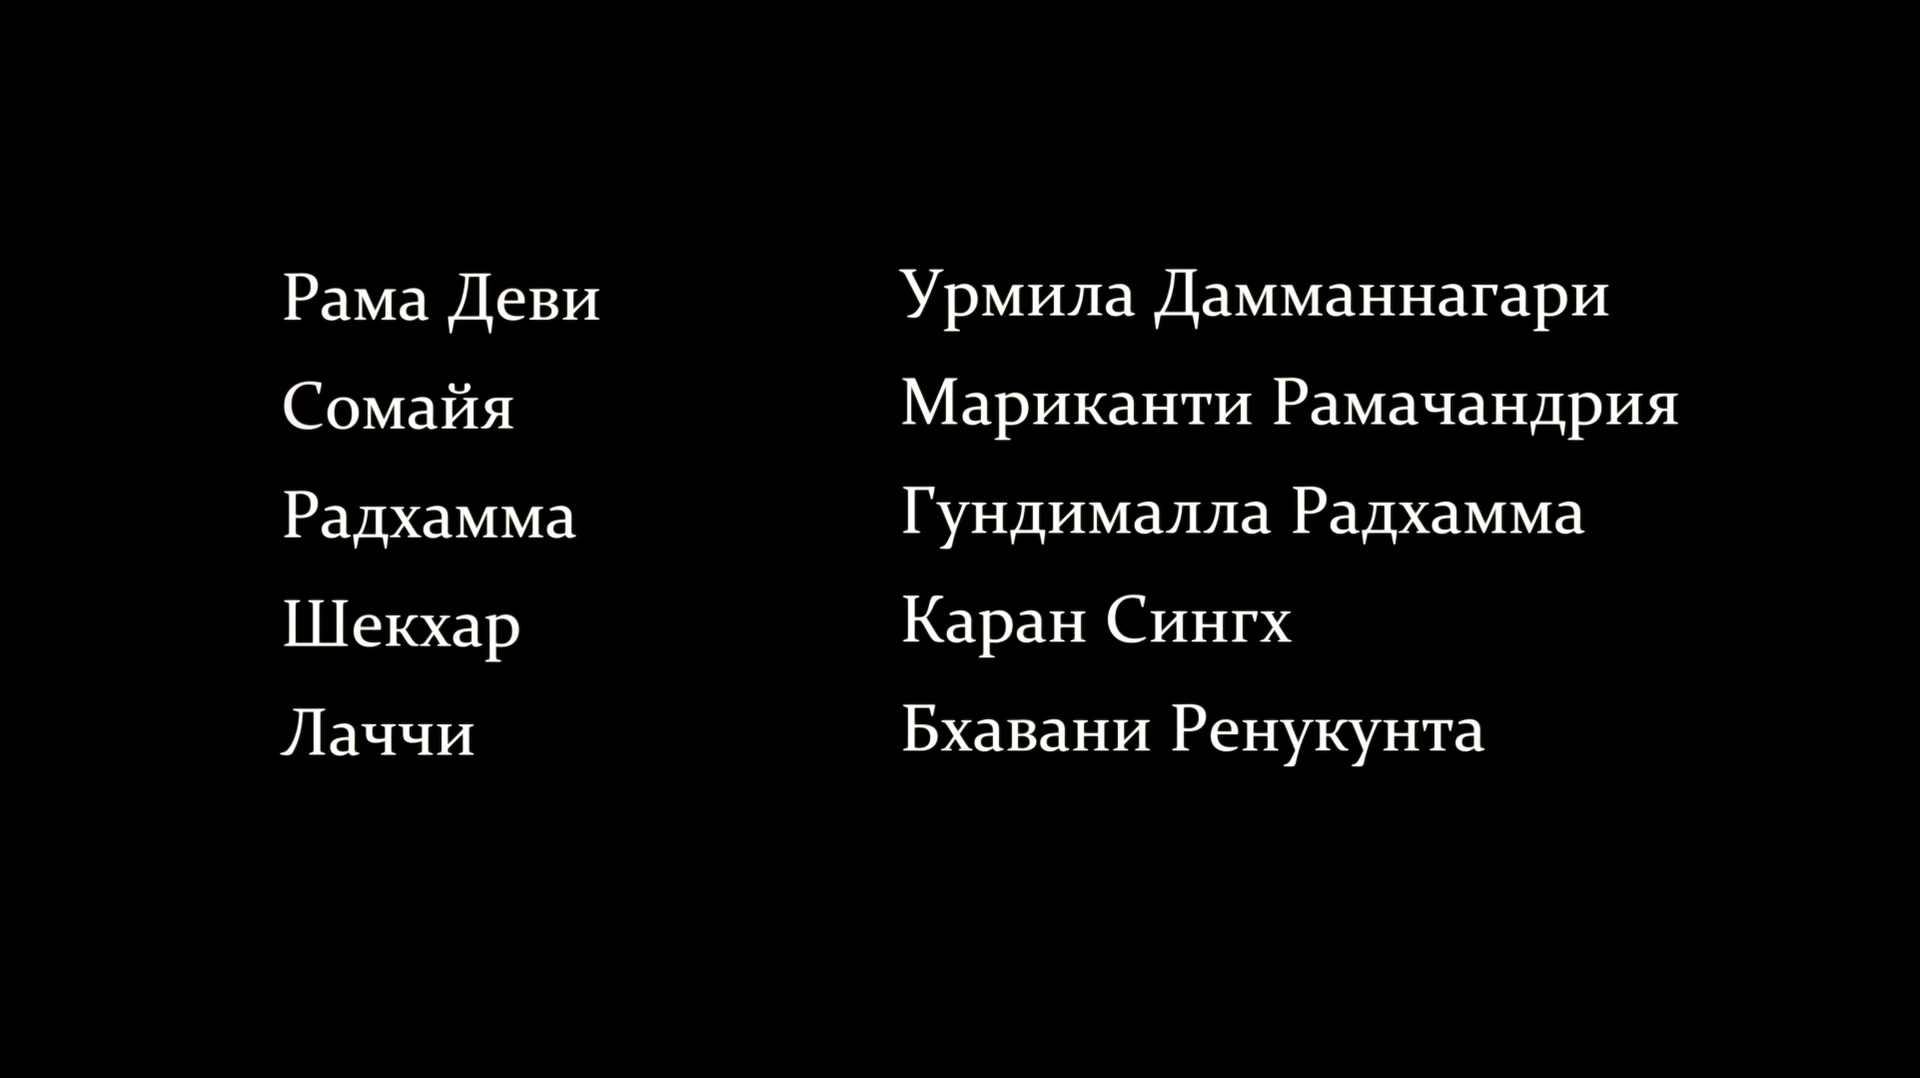 Рама Деви Урмила Дамманнагари
Сомайя Мариканти Рамачандрия
Радхамма Гундималла Радхамма
Шекхар Каран Сингх
Лаччи Бхавани Ренукунта